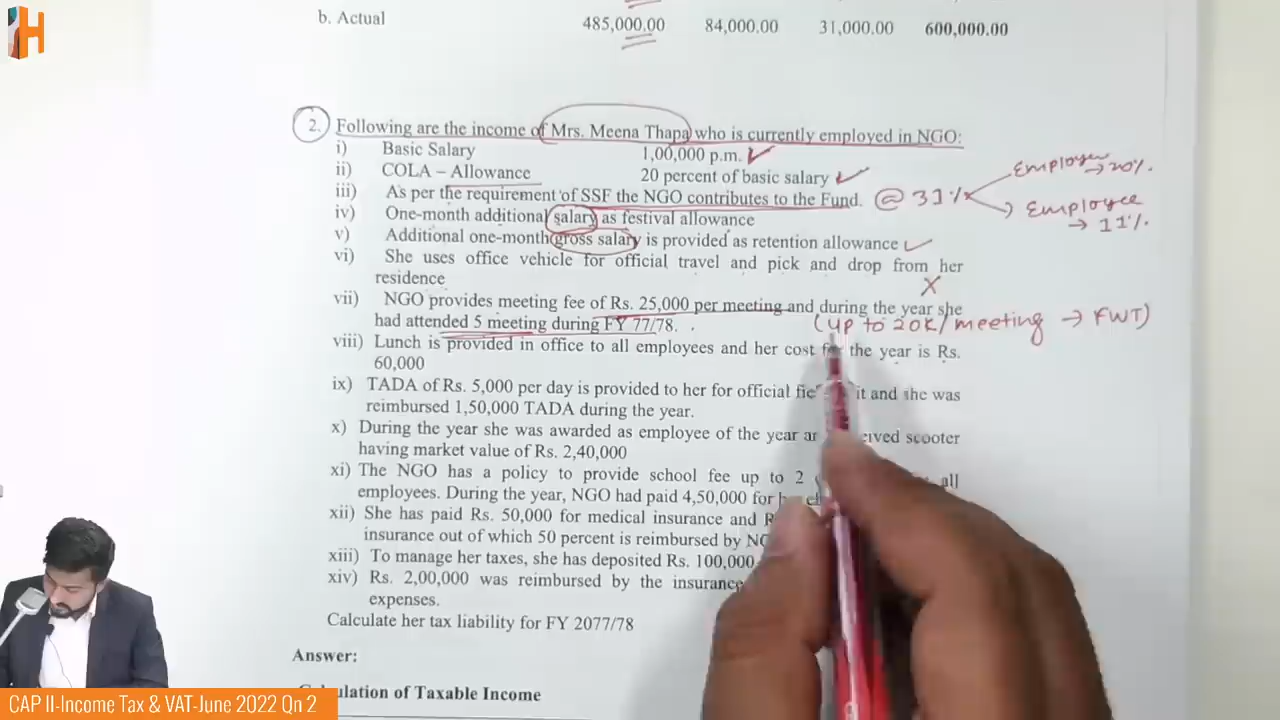 H
b. Actual 485,000.00 84,000.00 31,000.00 600,000.00
2. Following are the income of Mrs. Meena Thapa who is currently employed in NGO:
i) Basic Salary 1,00,000 p.m.
ii) COLA – Allowance 20 percent of basic salary
iii) As per the requirement of SSF the NGO contributes to the Fund. @ 31%
Employer → 20%.
Employee → 11%.
iv) One-month additional salary as festival allowance
v) Additional one-month gross salary is provided as retention allowance
vi) She uses office vehicle for official travel and pick and drop from her
residence X
vii) NGO provides meeting fee of Rs. 25,000 per meeting and during the year she
had attended 5 meeting during FY 77/78. (up to 20K/meeting → FWT)
viii) Lunch is provided in office to all employees and her cost for the year is Rs.
60,000
ix) TADA of Rs. 5,000 per day is provided to her for official it and she was
reimbursed 1,50,000 TADA during the year.
x) During the year she was awarded as employee of the year scooter
having market value of Rs. 2,40,000
xi) The NGO has a policy to provide school fee up to 2 all
employees. During the year, NGO had paid 4,50,000 for
xii) She has paid Rs. 50,000 for medical insurance and
insurance out of which 50 percent is reimbursed by
xiii) To manage her taxes, she has deposited Rs. 100,000
xiv) Rs. 2,00,000 was reimbursed by the insurance
expenses.
Calculate her tax liability for FY 2077/78
Answer:
Calculation of Taxable Income
CAP II-Income Tax & VAT-June 2022 Qn 2